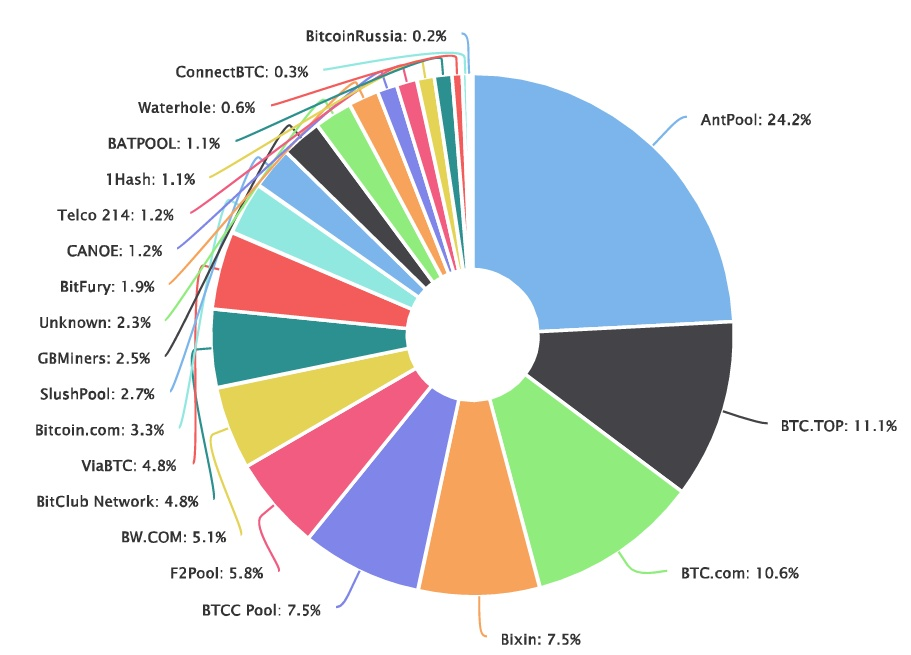 BitcoinRussia: 0.2%
ConnectBTC: 0.3%
Waterhole: 0.6%
AntPool: 24.2%
BATPOOL: 1.1%
1Hash: 1.1%
Telco 214: 1.2%
CANOE: 1.2%
BitFury: 1.9%
Unknown: 2.3%
GBMiners: 2.5%
SlushPool: 2.7%
BTC.TOP: 11.1%
Bitcoin.com: 3.3%
ViaBTC: 4.8%
BitClub Network: 4.8%
BW.COM: 5.1%
F2Pool: 5.8%
BTC.com: 10.6%
BTCC Pool: 7.5%
Bixin: 7.5%